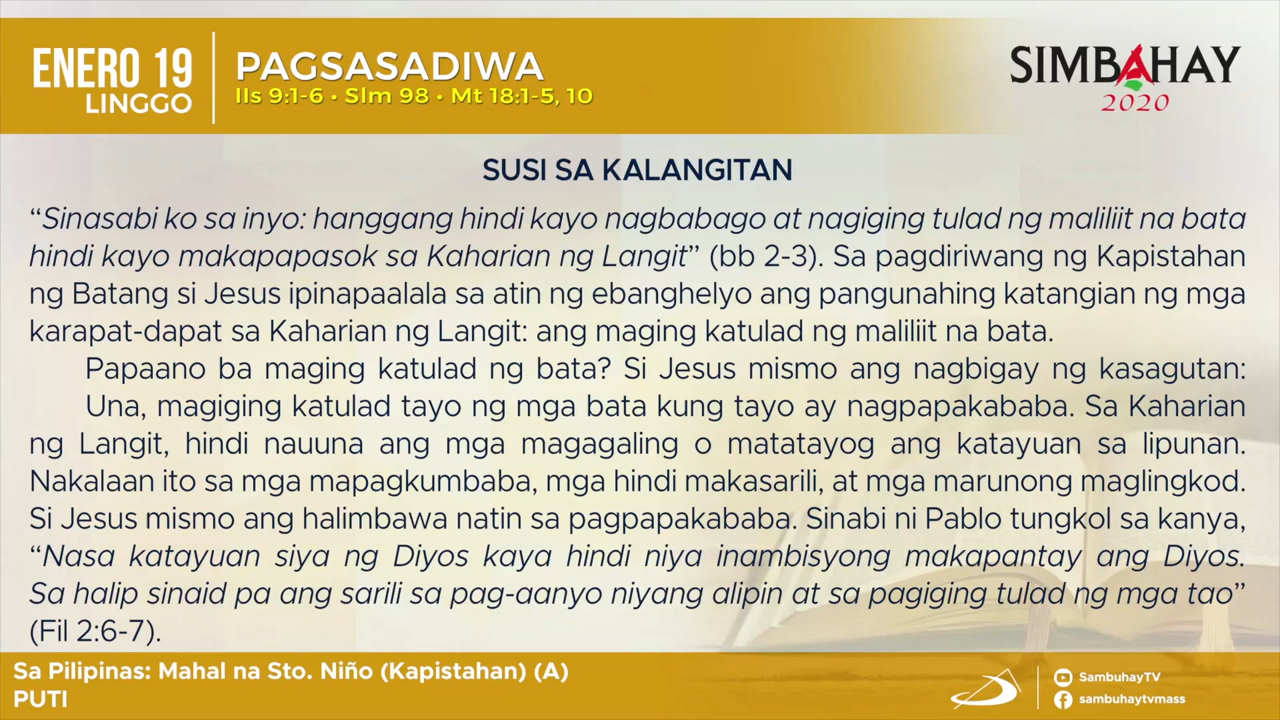 ENERO 19
LINGGO
PAGSASADIWA
IIs 9:1-6 • Slm 98 • Mt 18:1-5, 10
SIMBAHAY
2020
SUSI SA KALANGITAN
“Sinasabi ko sa inyo: hanggang hindi kayo nagbabago at nagiging tulad ng maliliit na bata
hindi kayo makapapasok sa Kaharian ng Langit” (bb 2-3). Sa pagdiriwang ng Kapistahan
ng Batang si Jesus ipinapaalala sa atin ng ebanghelyo ang pangunahing katangian ng mga
karapat-dapat sa Kaharian ng Langit: ang maging katulad ng maliliit na bata.
Papaano ba maging katulad ng bata? Si Jesus mismo ang nagbigay ng kasagutan:
Una, magiging katulad tayo ng mga bata kung tayo ay nagpapakababa. Sa Kaharian
ng Langit, hindi nauuna ang mga magagaling o matatayog ang katayuan sa lipunan.
Nakalaan ito sa mga mapagkumbaba, mga hindi makasarili, at mga marunong maglingkod.
Si Jesus mismo ang halimbawa natin sa pagpapakababa. Sinabi ni Pablo tungkol sa kanya,
“Nasa katayuan siya ng Diyos kaya hindi niya inambisyong makapantay ang Diyos.
Sa halip sinaid pa ang sarili sa pag-aanyo niyang alipin at sa pagiging tulad ng mga tao”
(Fil 2:6-7).
Sa Pilipinas: Mahal na Sto. Niño (Kapistahan) (A)
PUTI
SambuhayTV
sambuhaytvmass